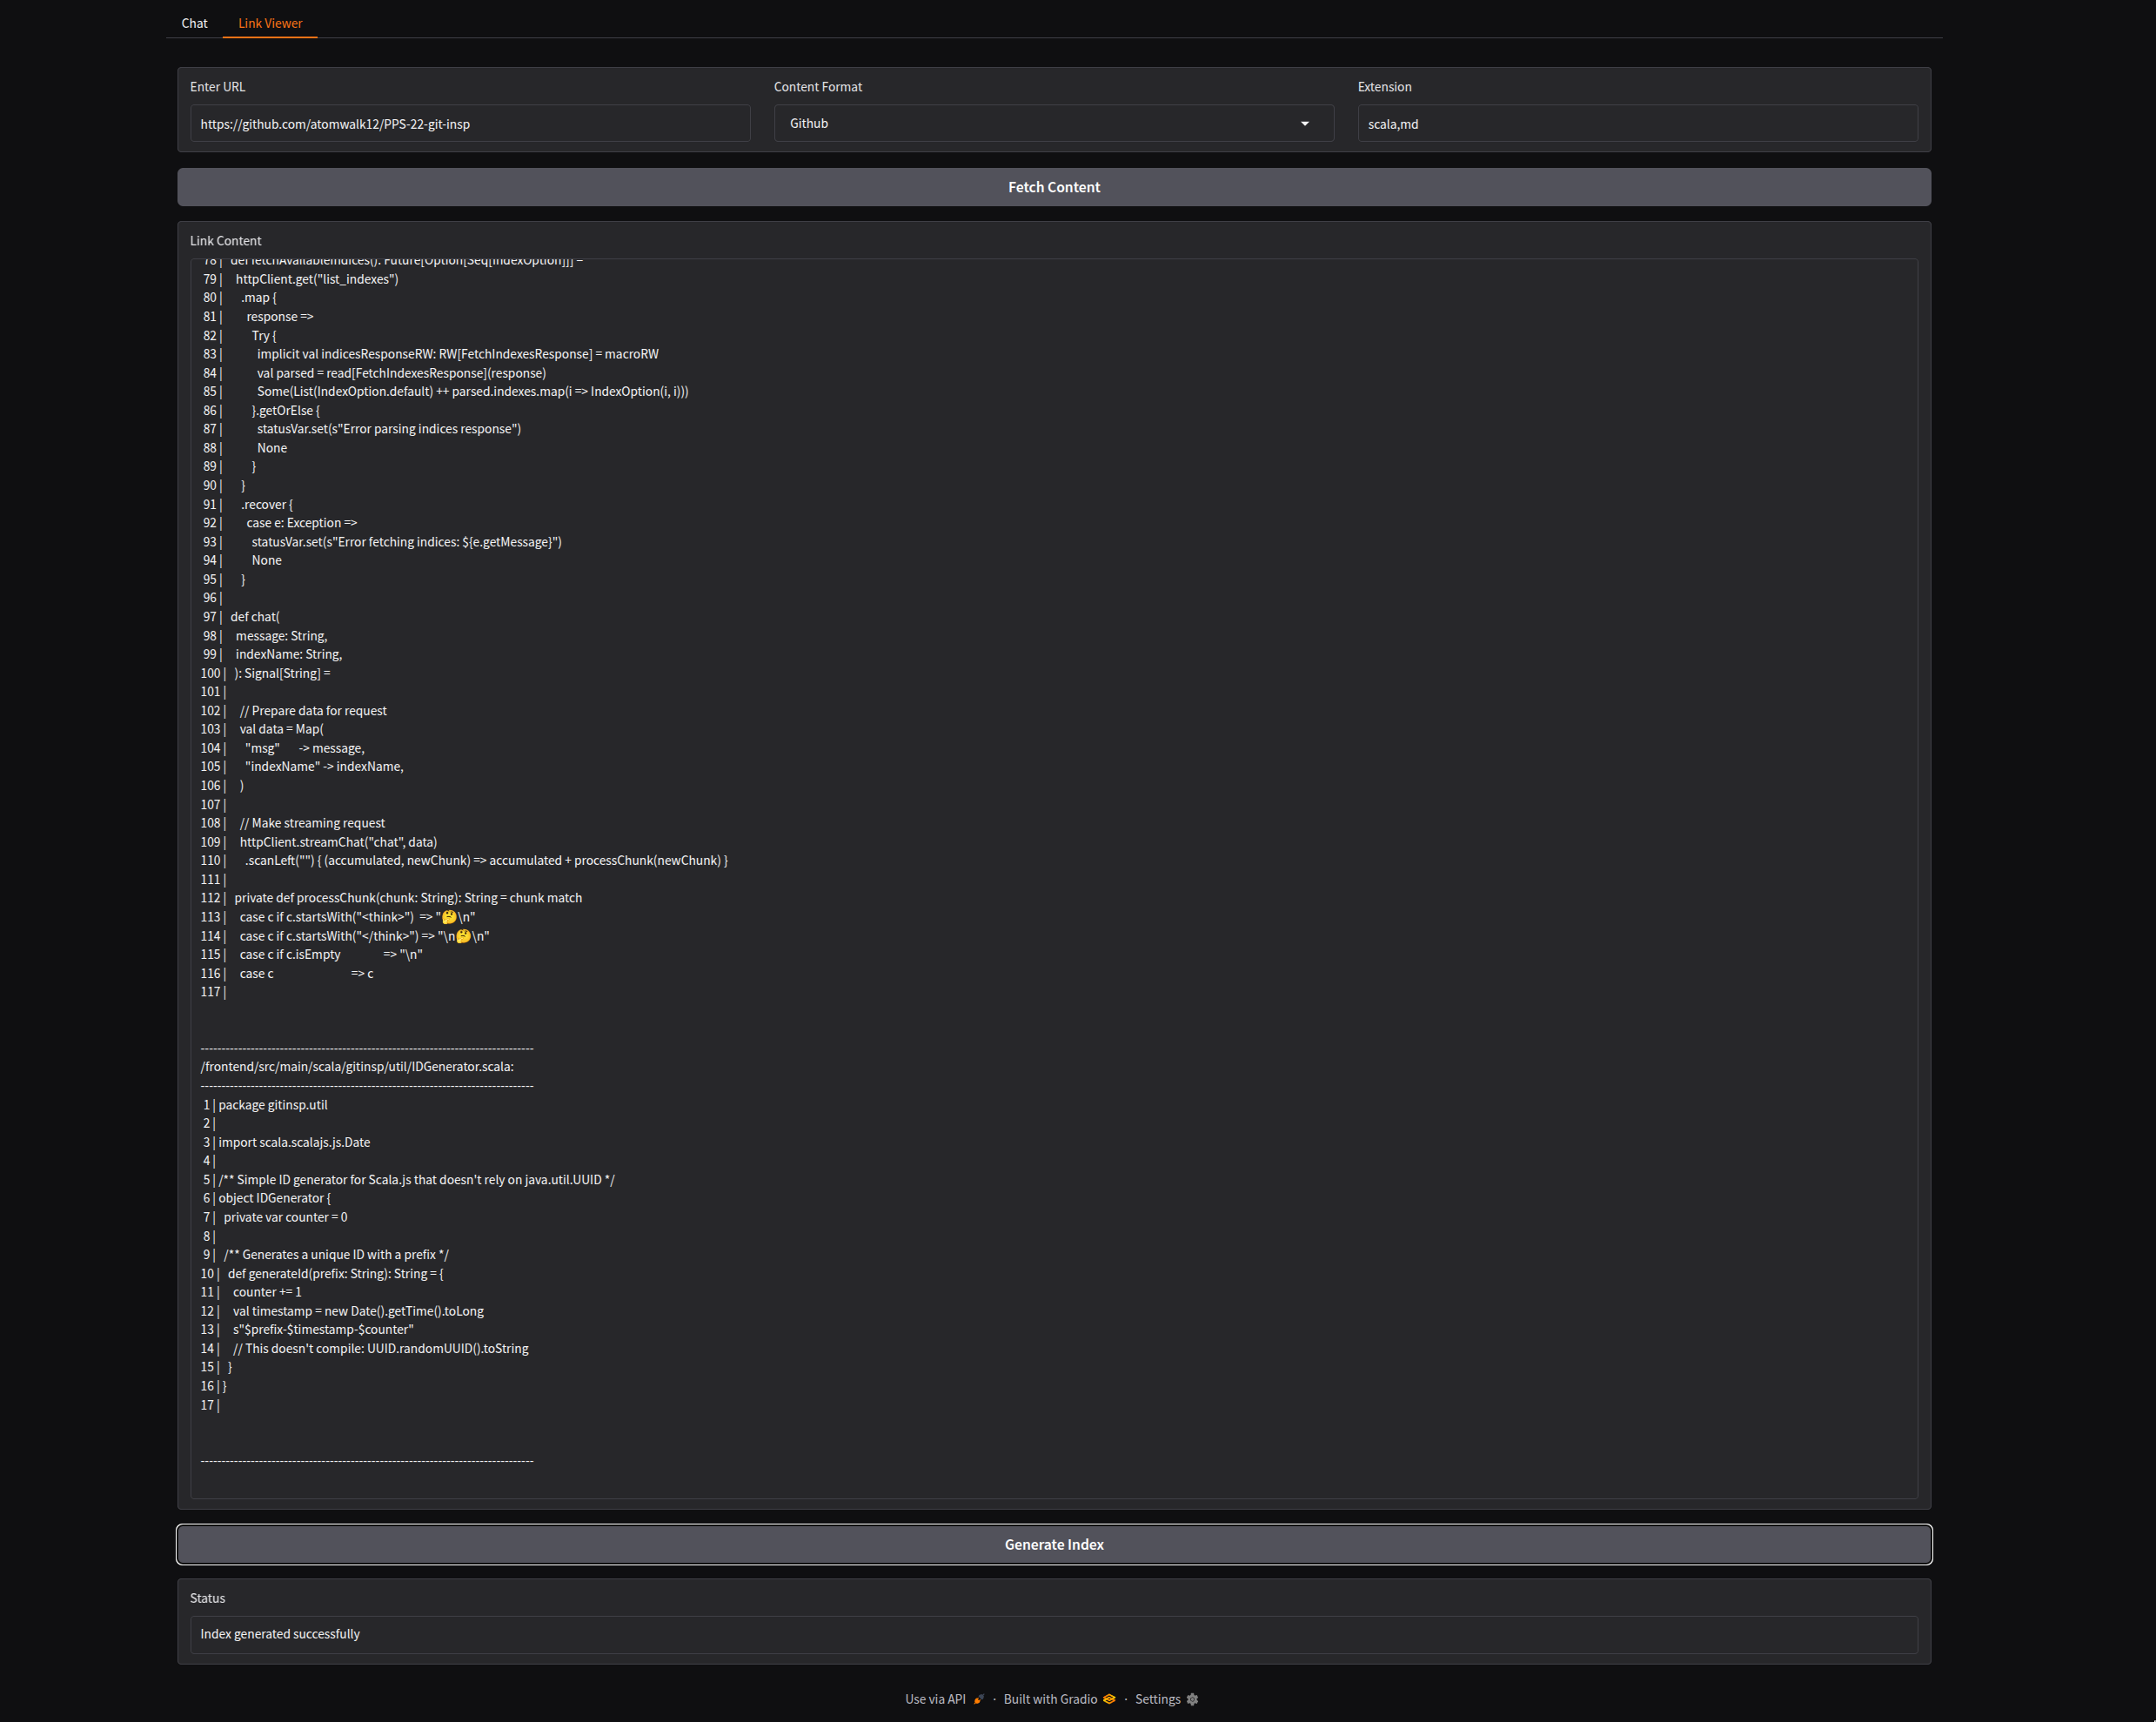 Chat
Link Viewer
Enter URL
https://github.com/atomwalk12/PPS-22-git-insp
Content Format
Github
Extension
scala,md
Fetch Content
Link Content
78 | def fetchAvailableIndices(): Future[Option[Seq[IndexOption]]] =
79 |     httpClient.get("list_indexes")
80 |       .map {
81 |         response =>
82 |           Try {
83 |             implicit val indicesResponseRW: RW[FetchIndexesResponse] = macroRW
84 |             val parsed = read[FetchIndexesResponse](response)
85 |             Some(List(IndexOption.default) ++ parsed.indexes.map(i => IndexOption(i, i)))
86 |           }.getOrElse {
87 |             statusVar.set(s"Error parsing indices response")
88 |             None
89 |           }
90 |       }
91 |       .recover {
92 |         case e: Exception =>
93 |           statusVar.set(s"Error fetching indices: ${e.getMessage}")
94 |           None
95 |       }
96 |
97 |   def chat(
98 |     message: String,
99 |     indexName: String,
100 |   ): Signal[String] =
101 |
102 |     // Prepare data for request
103 |     val data = Map(
104 |       "msg"       -> message,
105 |       "indexName" -> indexName,
106 |     )
107 |
108 |     // Make streaming request
109 |     httpClient.streamChat("chat", data)
110 |       .scanLeft("") { (accumulated, newChunk) => accumulated + processChunk(newChunk) }
111 |
112 |   private def processChunk(chunk: String): String = chunk match
113 |     case c if c.startsWith("<think>")  => "🤔\n"
114 |     case c if c.startsWith("</think>") => "\n🤔\n"
115 |     case c if c.isEmpty                => "\n"
116 |     case c                             => c
117 |
--------------------------------------------------------------------------------
/frontend/src/main/scala/gitinsp/util/IDGenerator.scala:
--------------------------------------------------------------------------------
1 | package gitinsp.util
2 |
3 | import scala.scalajs.js.Date
4 |
5 | /** Simple ID generator for Scala.js that doesn't rely on java.util.UUID */
6 | object IDGenerator {
7 |   private var counter = 0
8 |
9 |   /** Generates a unique ID with a prefix */
10 |   def generateId(prefix: String): String = {
11 |     counter += 1
12 |     val timestamp = new Date().getTime().toLong
13 |     s"$prefix-$timestamp-$counter"
14 |     // This doesn't compile: UUID.randomUUID().toString
15 |   }
16 | }
17 |
--------------------------------------------------------------------------------
Generate Index
Status
Index generated successfully
Use via API 🚀 · Built with Gradio · Settings ⚙️